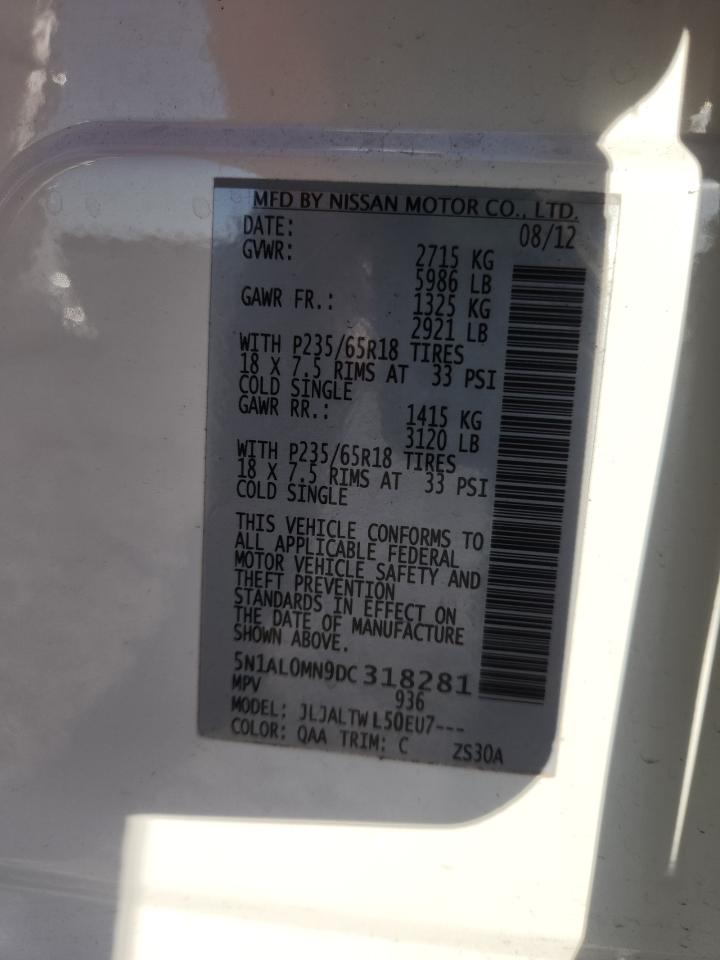 MFD BY NISSAN MOTOR CO., LTD.
DATE: 08/12
GVWR: 2715 KG
5986 LB
GAWR FR.: 1325 KG
2921 LB
WITH P235/65R18 TIRES
18 X 7.5 RIMS AT 33 PSI
COLD SINGLE
GAWR RR.: 1415 KG
3120 LB
WITH P235/65R18 TIRES
18 X 7.5 RIMS AT 33 PSI
COLD SINGLE
THIS VEHICLE CONFORMS TO
ALL APPLICABLE FEDERAL
MOTOR VEHICLE SAFETY AND
THEFT PREVENTION
STANDARDS IN EFFECT ON
THE DATE OF MANUFACTURE
SHOWN ABOVE.
5N1AL0MN9DC318281
MPV 936
MODEL: JLJALTWL50EU7---
COLOR: QAA TRIM: C ZS30A